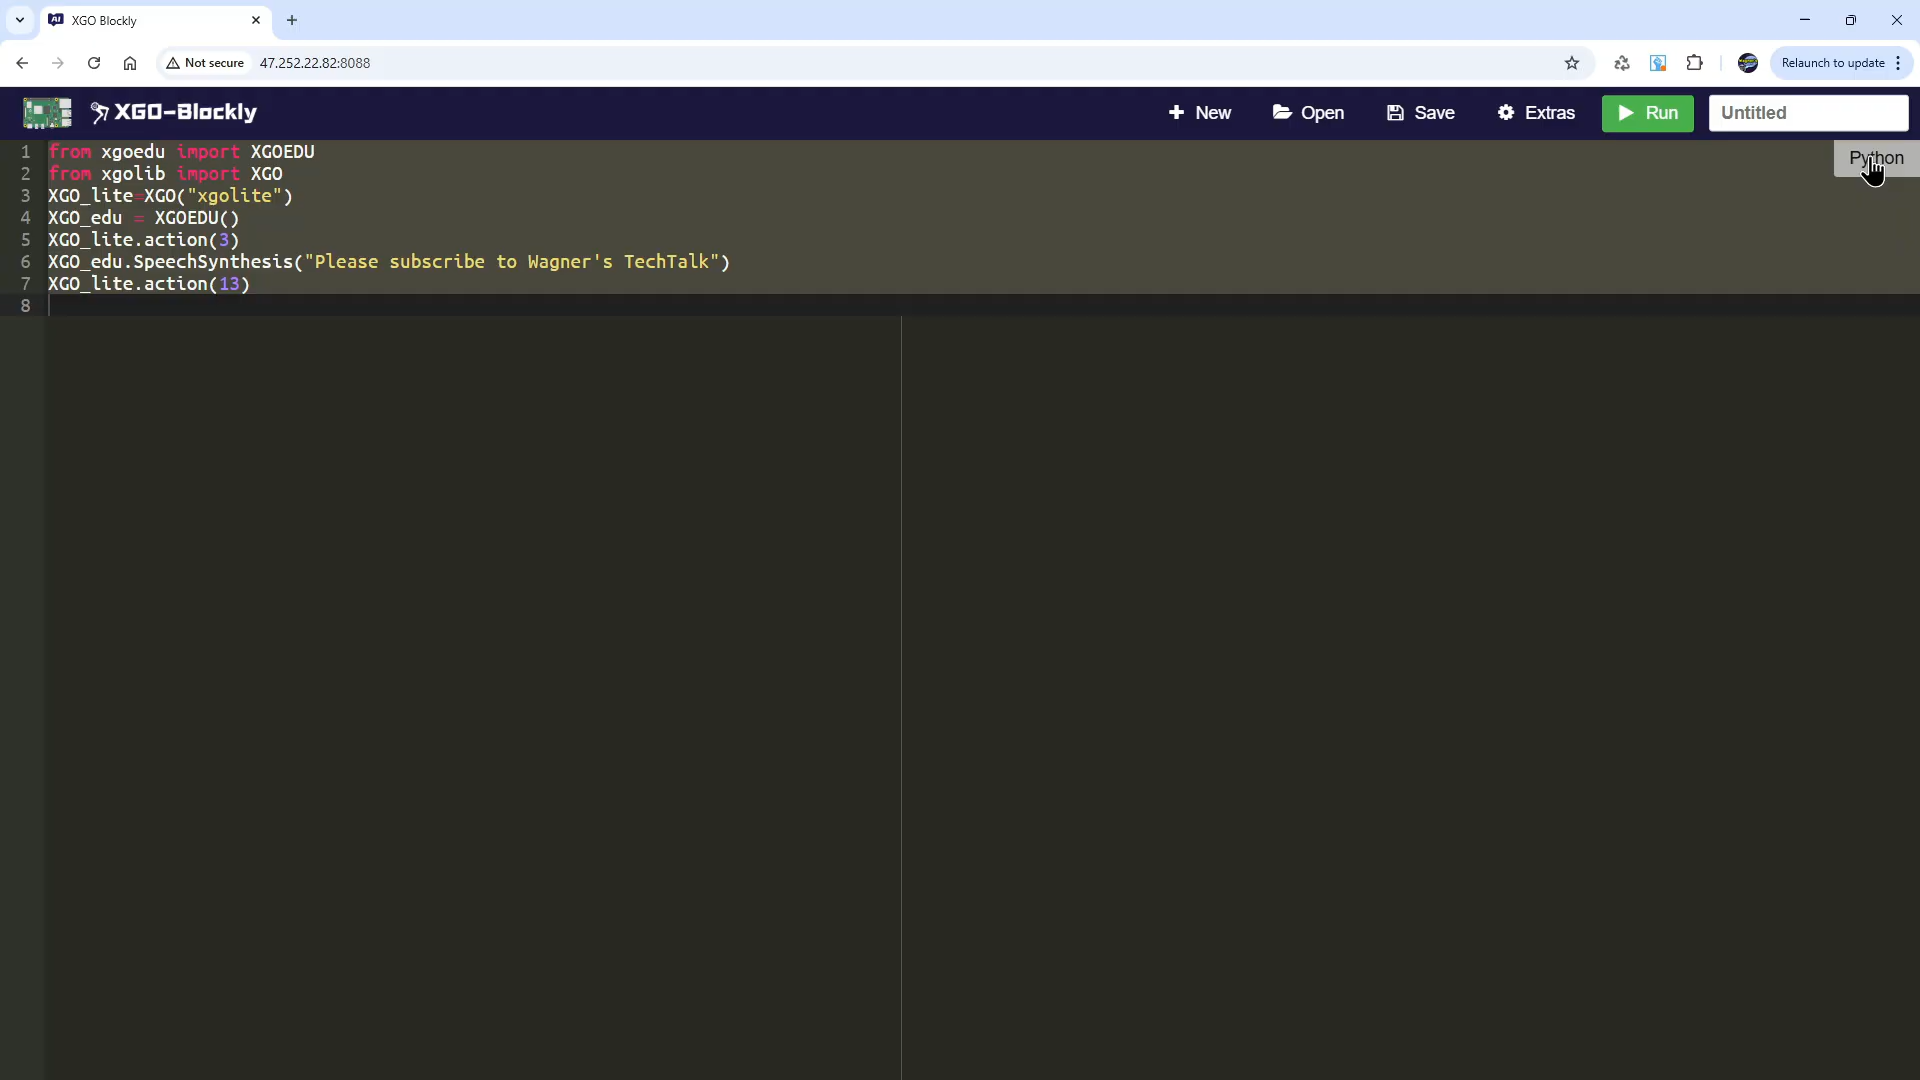 XGO Blockly
Not secure
47.252.22.82:8088
Relaunch to update
XGO-Blockly
New
Open
Save
Extras
Run
Untitled
Python
1 from xgoedu import XGOEDU
2 from xgolib import XGO
3 XGO_lite=XGO("xgolite")
4 XGO_edu = XGOEDU()
5 XGO_lite.action(3)
6 XGO_edu.SpeechSynthesis("Please subscribe to Wagner's TechTalk")
7 XGO_lite.action(13)
8